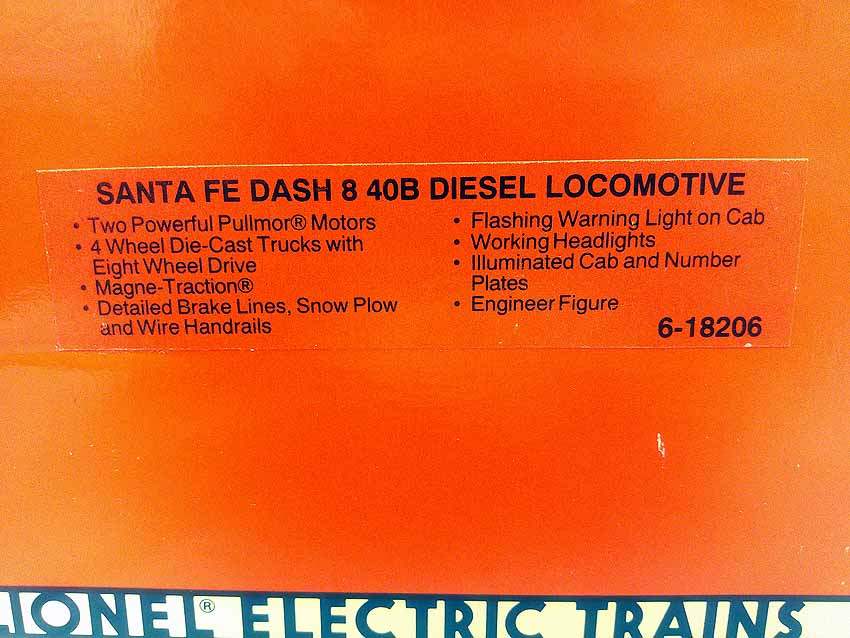 SANTA FE DASH 8 40B DIESEL LOCOMOTIVE
• Two Powerful Pullmor® Motors
• 4 Wheel Die-Cast Trucks with
Eight Wheel Drive
• Magne-Traction®
• Detailed Brake Lines, Snow Plow
and Wire Handrails
• Flashing Warning Light on Cab
• Working Headlights
• Illuminated Cab and Number
Plates
• Engineer Figure
6-18206
LIONEL® ELECTRIC TRAINS